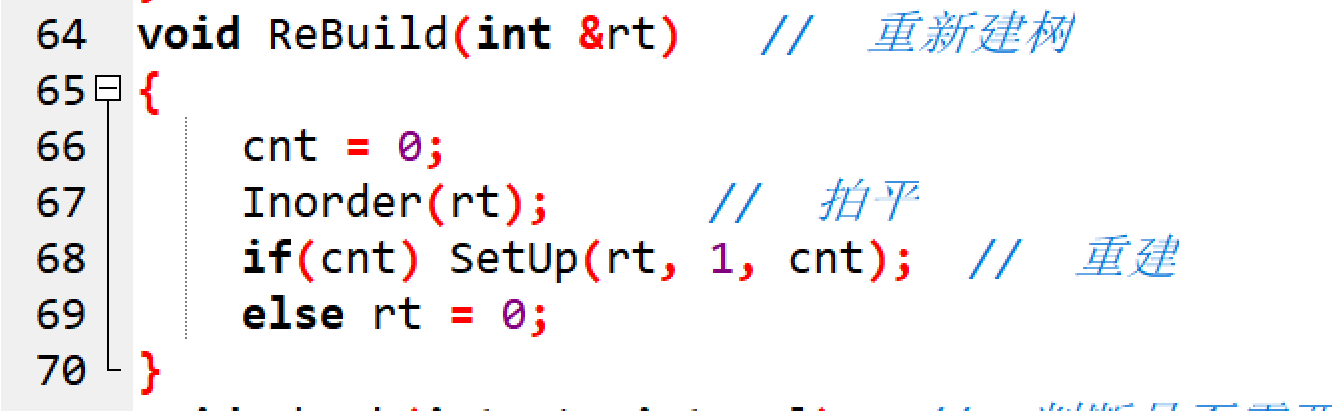 64 void ReBuild(int &rt) // 重新建树
65 {
66 cnt = 0;
67 Inorder(rt); // 拍平
68 if(cnt) SetUp(rt, 1, cnt); // 重建
69 else rt = 0;
70 }